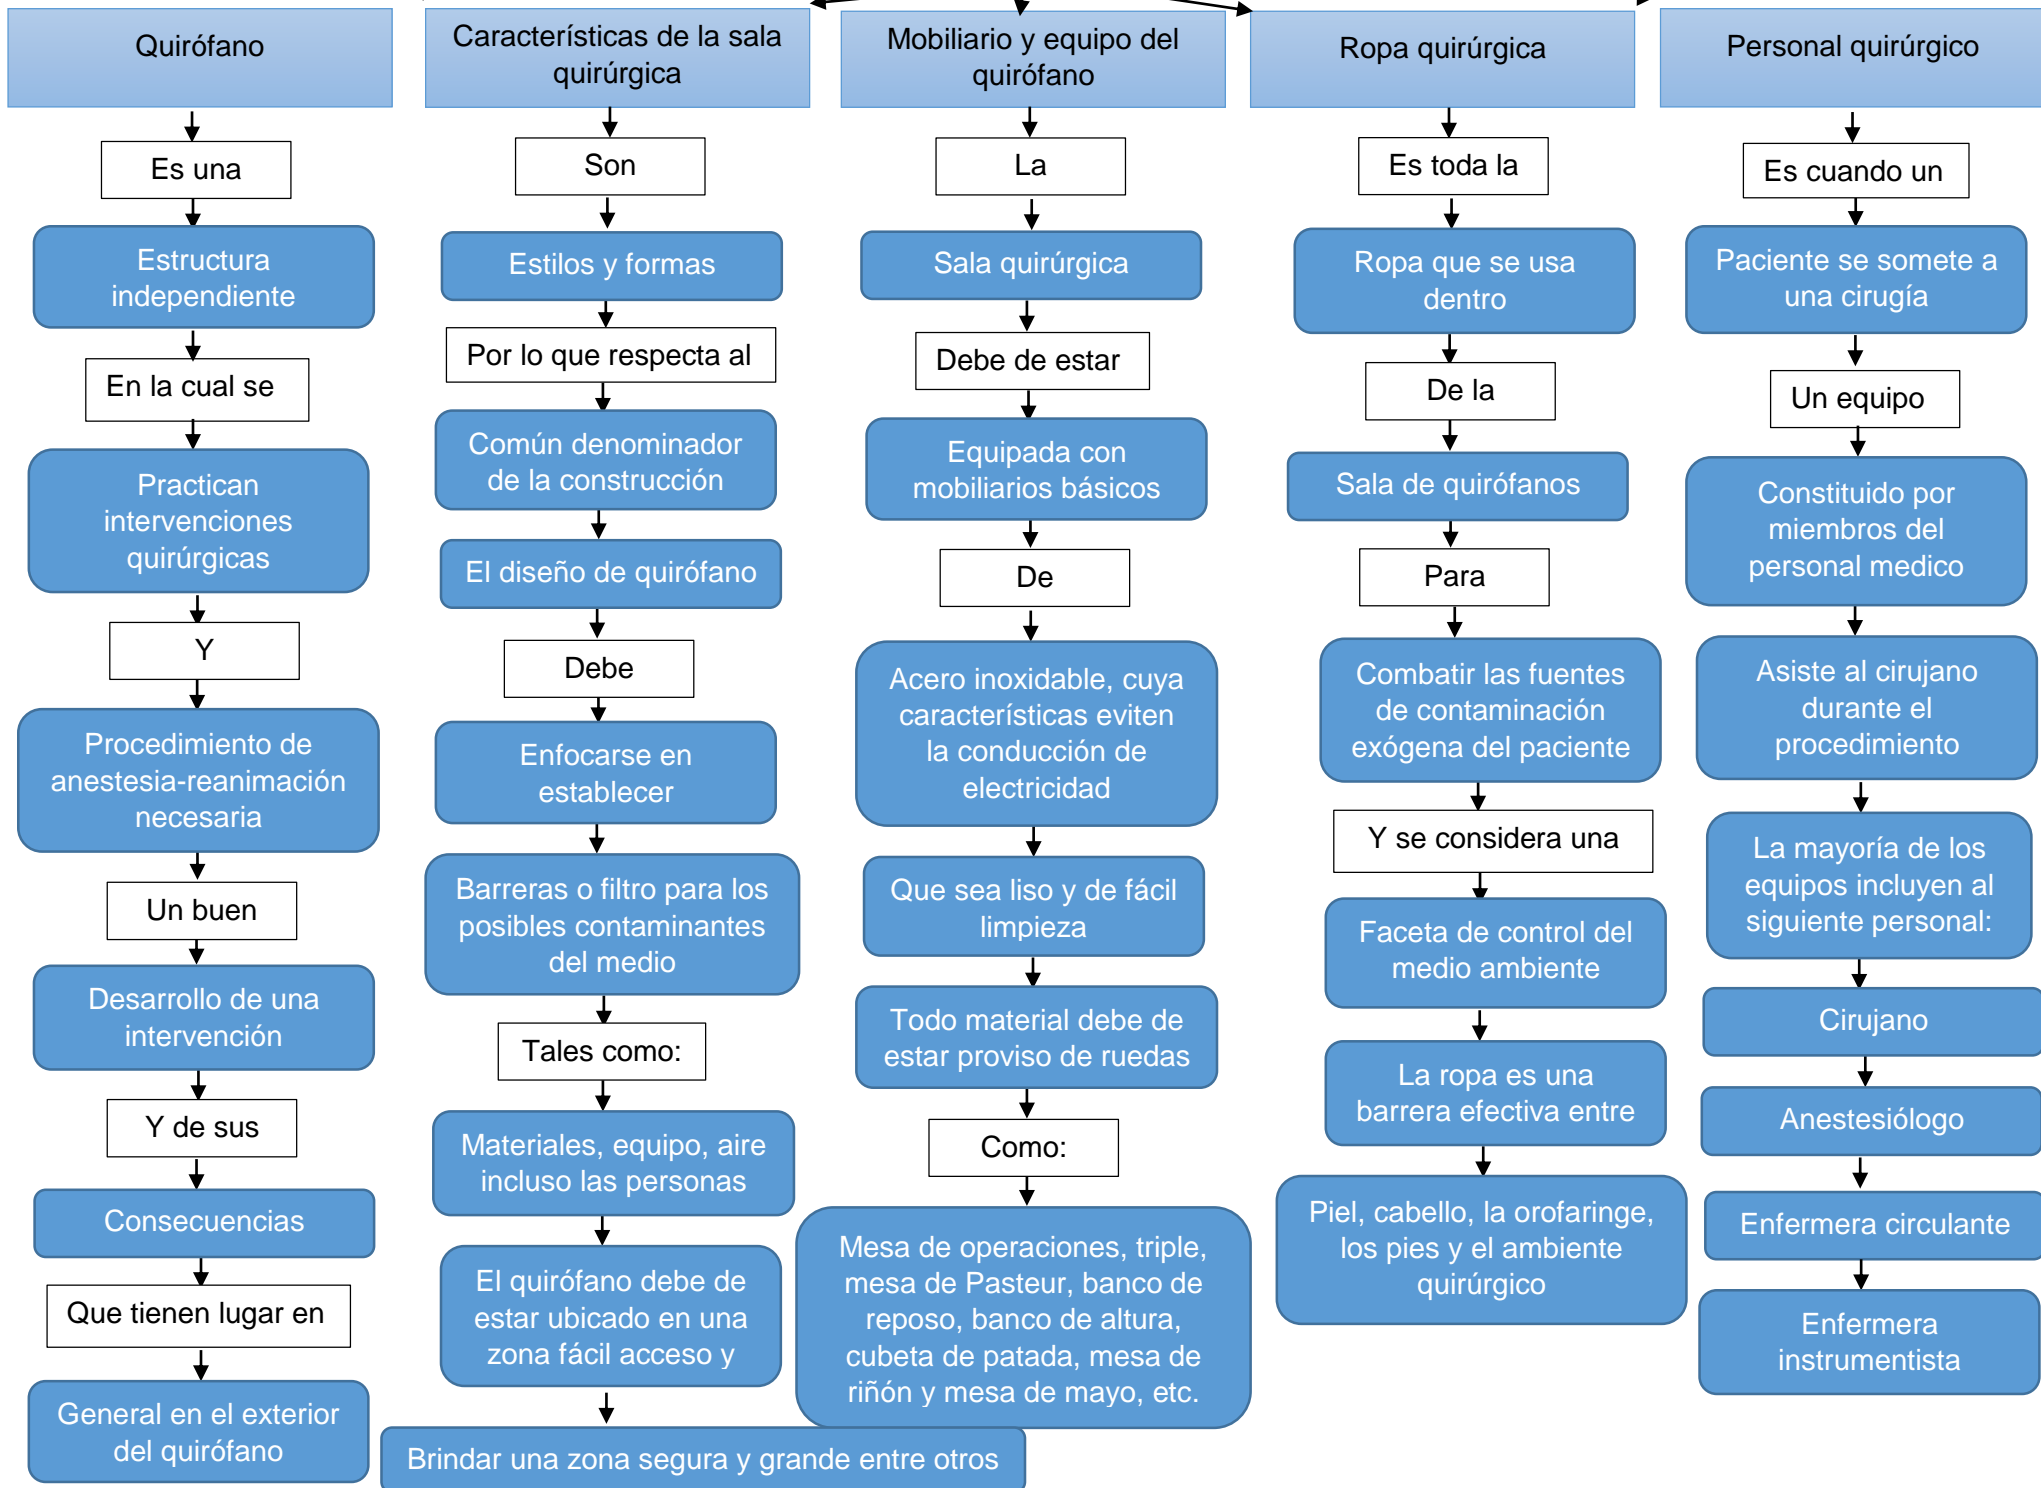 Quirófano
Es una
Estructura
independiente
En la cual se
Practican
intervenciones
quirúrgicas
Y
Procedimiento de
anestesia-reanimación
necesaria
Un buen
Desarrollo de una
intervención
Y de sus
Consecuencias
Que tienen lugar en
General en el exterior
del quirófano
Características de la sala
quirúrgica
Son
Estilos y formas
Por lo que respecta al
Común denominador
de la construcción
El diseño de quirófano
Debe
Enfocarse en
establecer
Barreras o filtro para los
posibles contaminantes
del medio
Tales como:
Materiales, equipo, aire
incluso las personas
El quirófano debe de
estar ubicado en una
zona fácil acceso y
Brindar una zona segura y grande entre otros
Mobiliario y equipo del
quirófano
La
Sala quirúrgica
Debe de estar
Equipada con
mobiliarios básicos
De
Acero inoxidable, cuya
características eviten
la conducción de
electricidad
Que sea liso y de fácil
limpieza
Todo material debe de
estar proviso de ruedas
Como:
Mesa de operaciones, triple,
mesa de Pasteur, banco de
reposo, banco de altura,
cubeta de patada, mesa de
riñón y mesa de mayo, etc.
Ropa quirúrgica
Es toda la
Ropa que se usa
dentro
De la
Sala de quirófanos
Para
Combatir las fuentes
de contaminación
exógena del paciente
Y se considera una
Faceta de control del
medio ambiente
La ropa es una
barrera efectiva entre
Piel, cabello, la orofaringe,
los pies y el ambiente
quirúrgico
Personal quirúrgico
Es cuando un
Paciente se somete a
una cirugía
Un equipo
Constituido por
miembros del
personal medico
Asiste al cirujano
durante el
procedimiento
La mayoría de los
equipos incluyen al
siguiente personal:
Cirujano
Anestesiólogo
Enfermera circulante
Enfermera
instrumentista